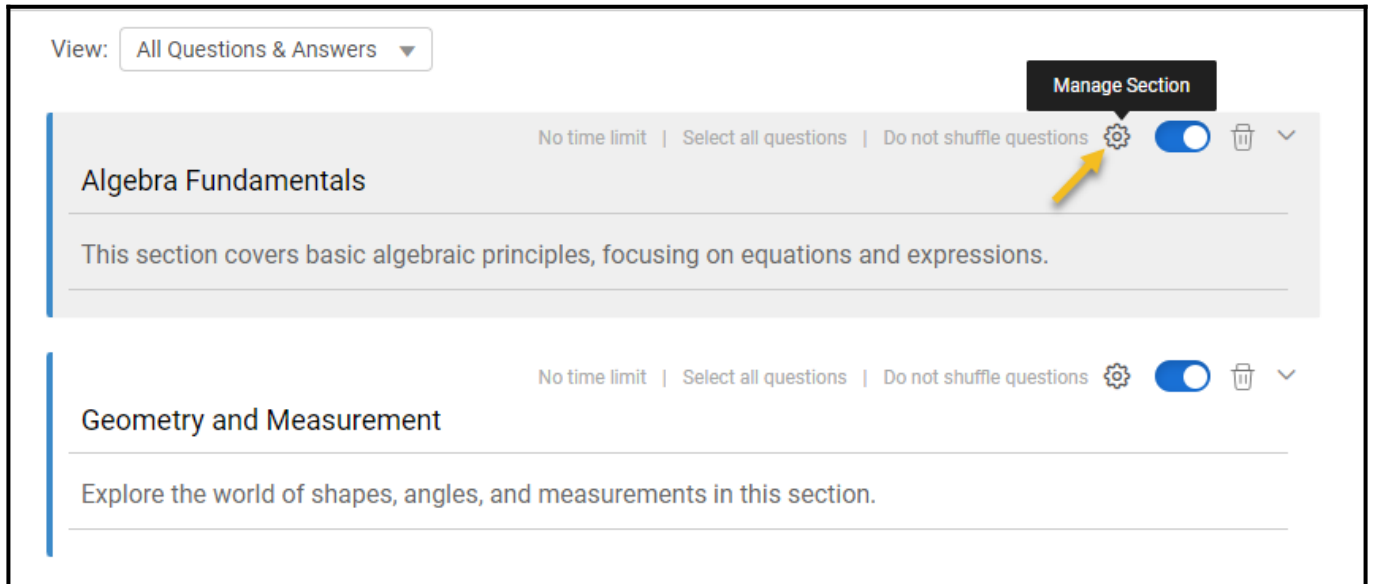 View: All Questions & Answers
Manage Section
No time limit | Select all questions | Do not shuffle questions
Algebra Fundamentals
This section covers basic algebraic principles, focusing on equations and expressions.
No time limit | Select all questions | Do not shuffle questions
Geometry and Measurement
Explore the world of shapes, angles, and measurements in this section.